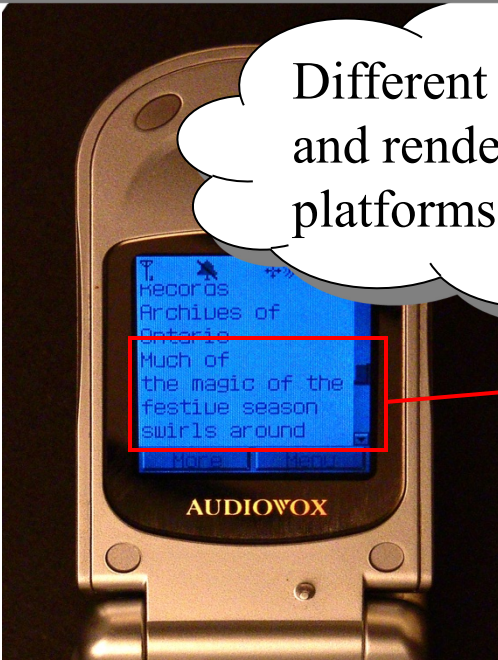 Different
and rende
platforms
Records
Archives of
Ontario
Much of
the magic of the
festive season
swirls around
More Menu
AUDIOVOX